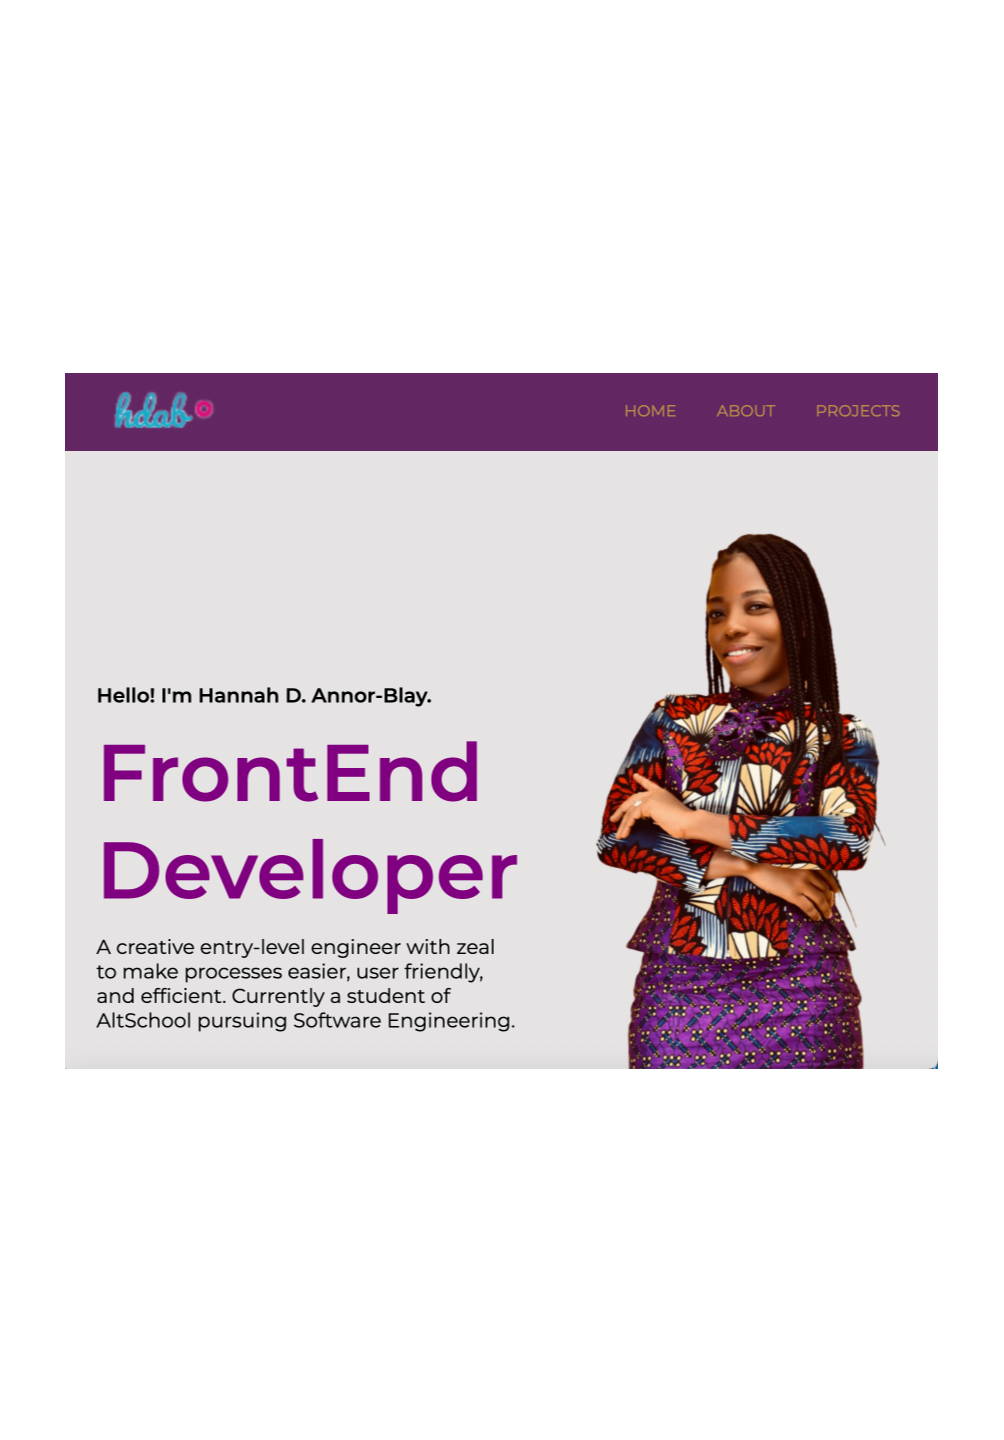 hdab
HOME ABOUT PROJECTS
Hello! I'm Hannah D. Annor-Blay.
FrontEnd
Developer
A creative entry-level engineer with zeal
to make processes easier, user friendly,
and efficient. Currently a student of
AltSchool pursuing Software Engineering.